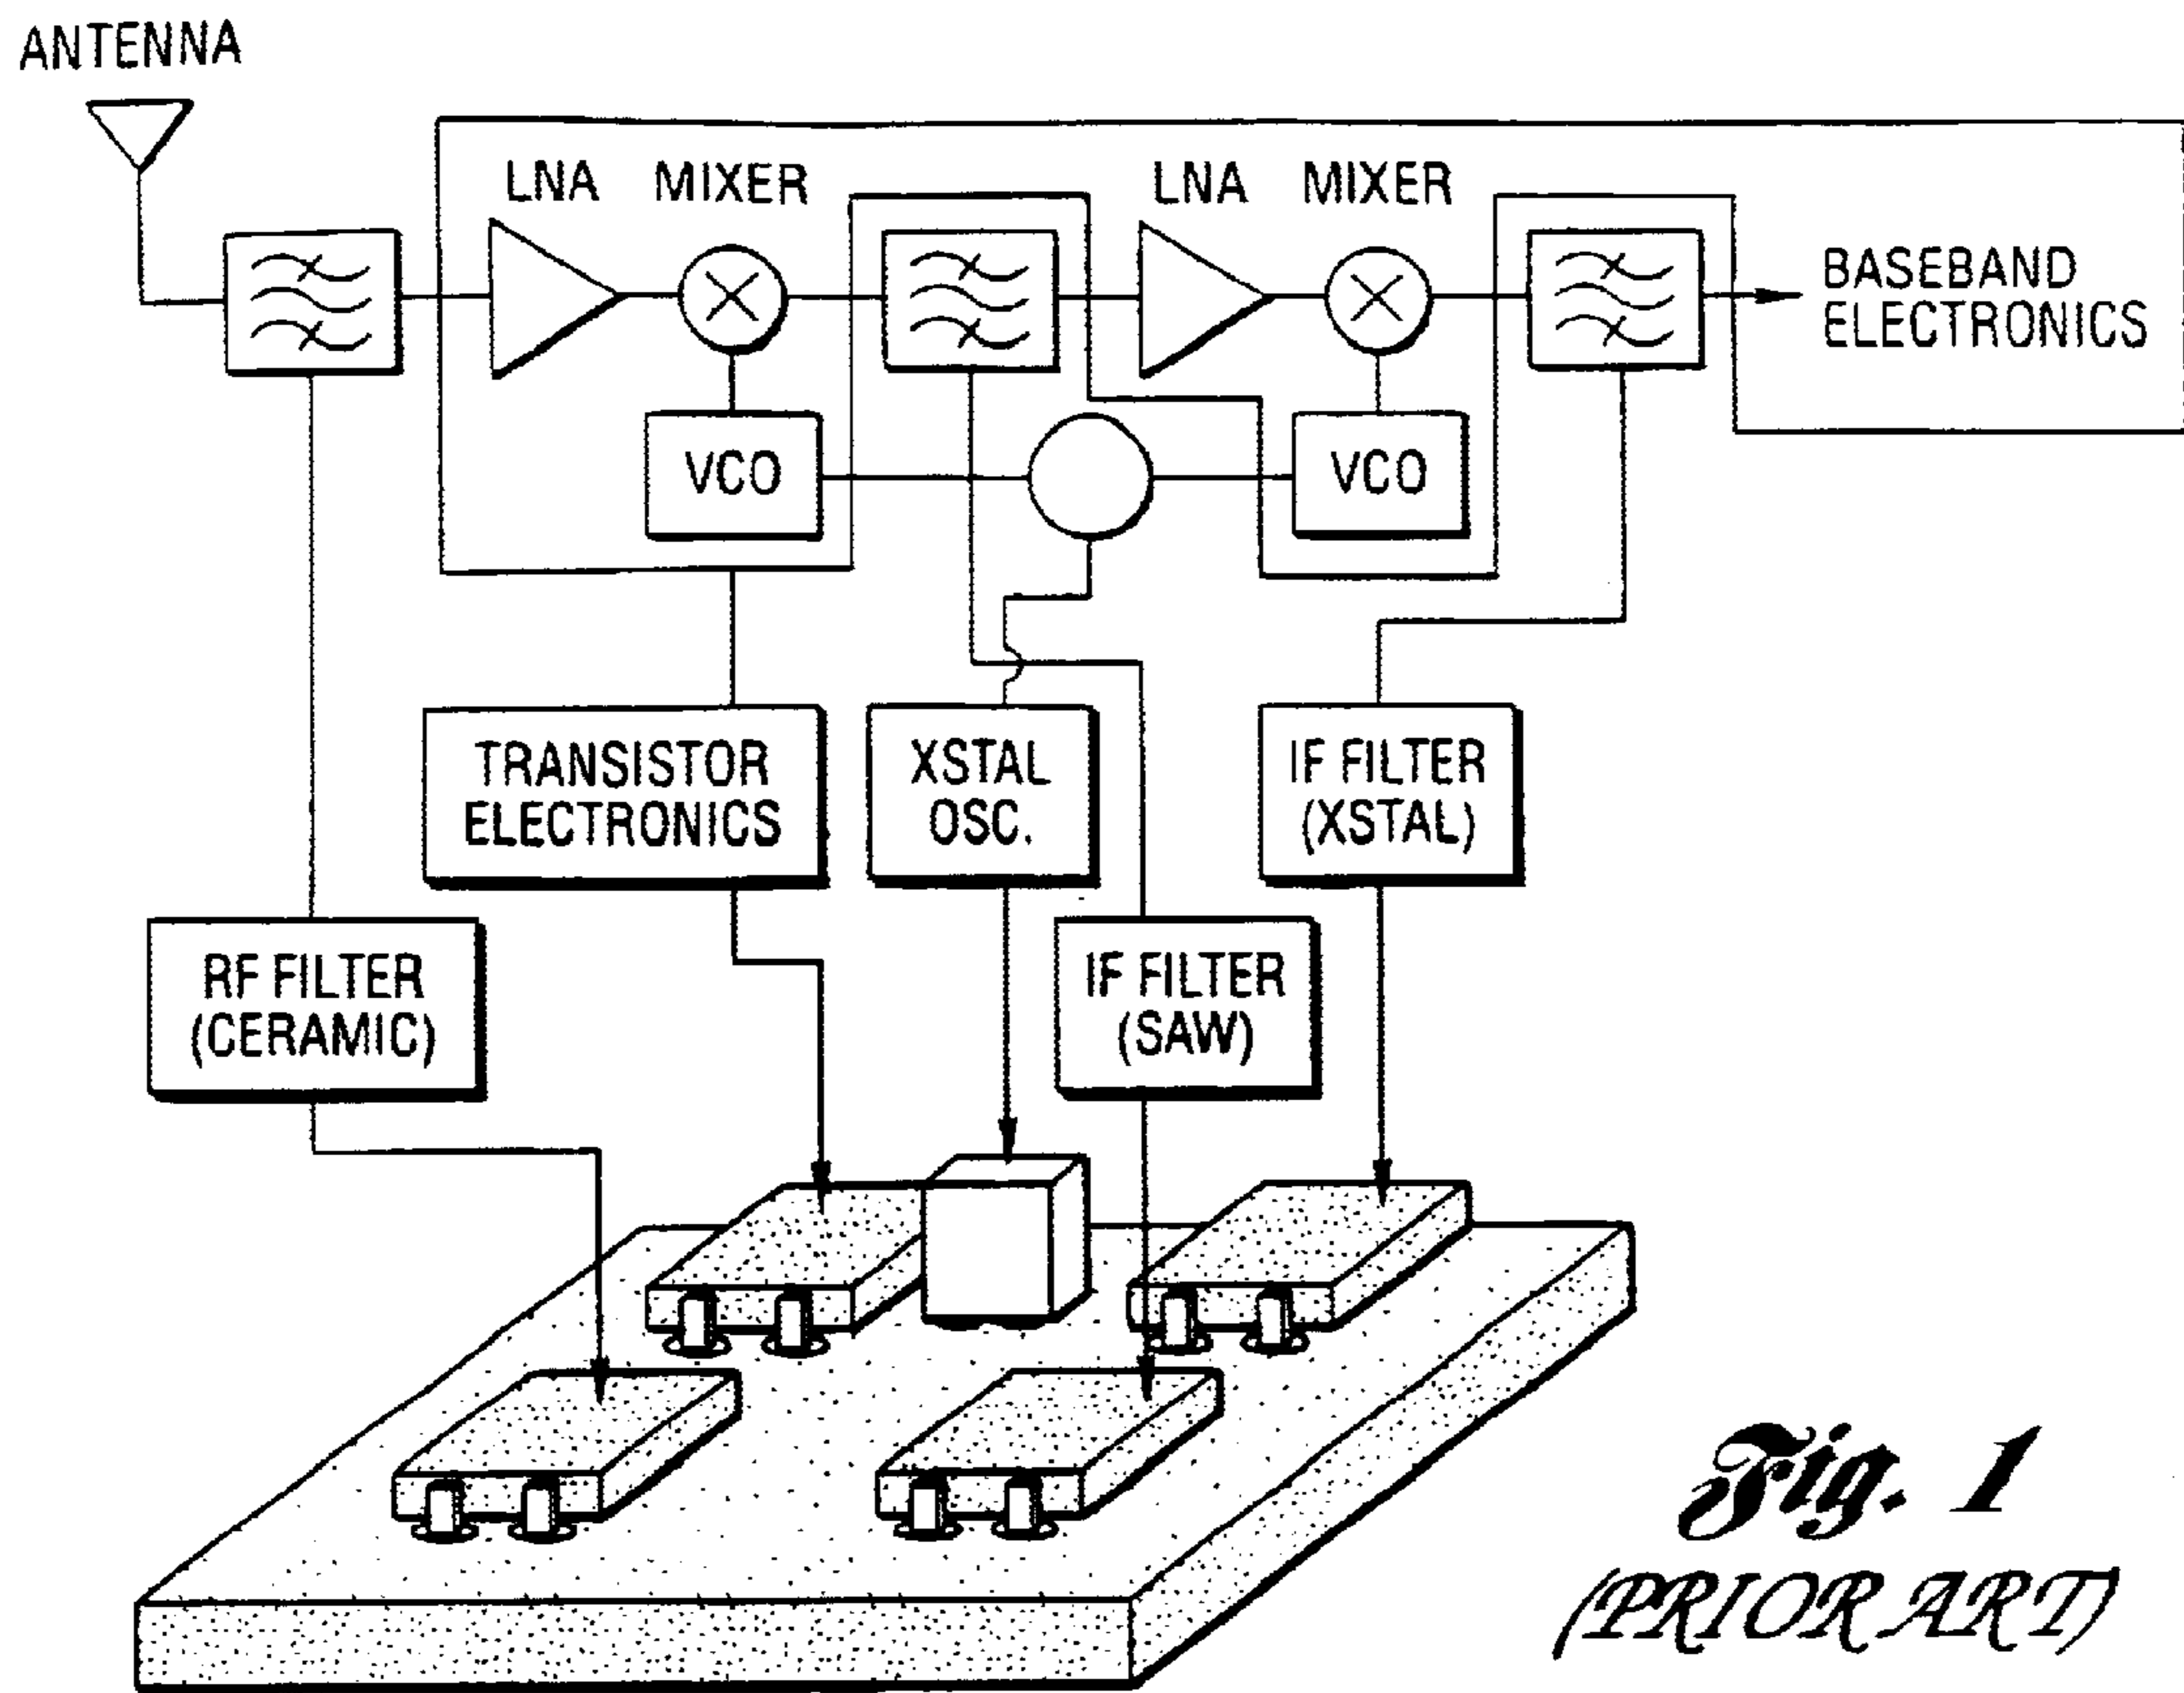 ANTENNA
LNA MIXER LNA MIXER
BASEBAND
ELECTRONICS
VCO VCO
TRANSISTOR
ELECTRONICS
XSTAL
OSC.
IF FILTER
(XSTAL)
RF FILTER
(CERAMIC)
IF FILTER
(SAW)
Fig. 1
(PRIOR ART)